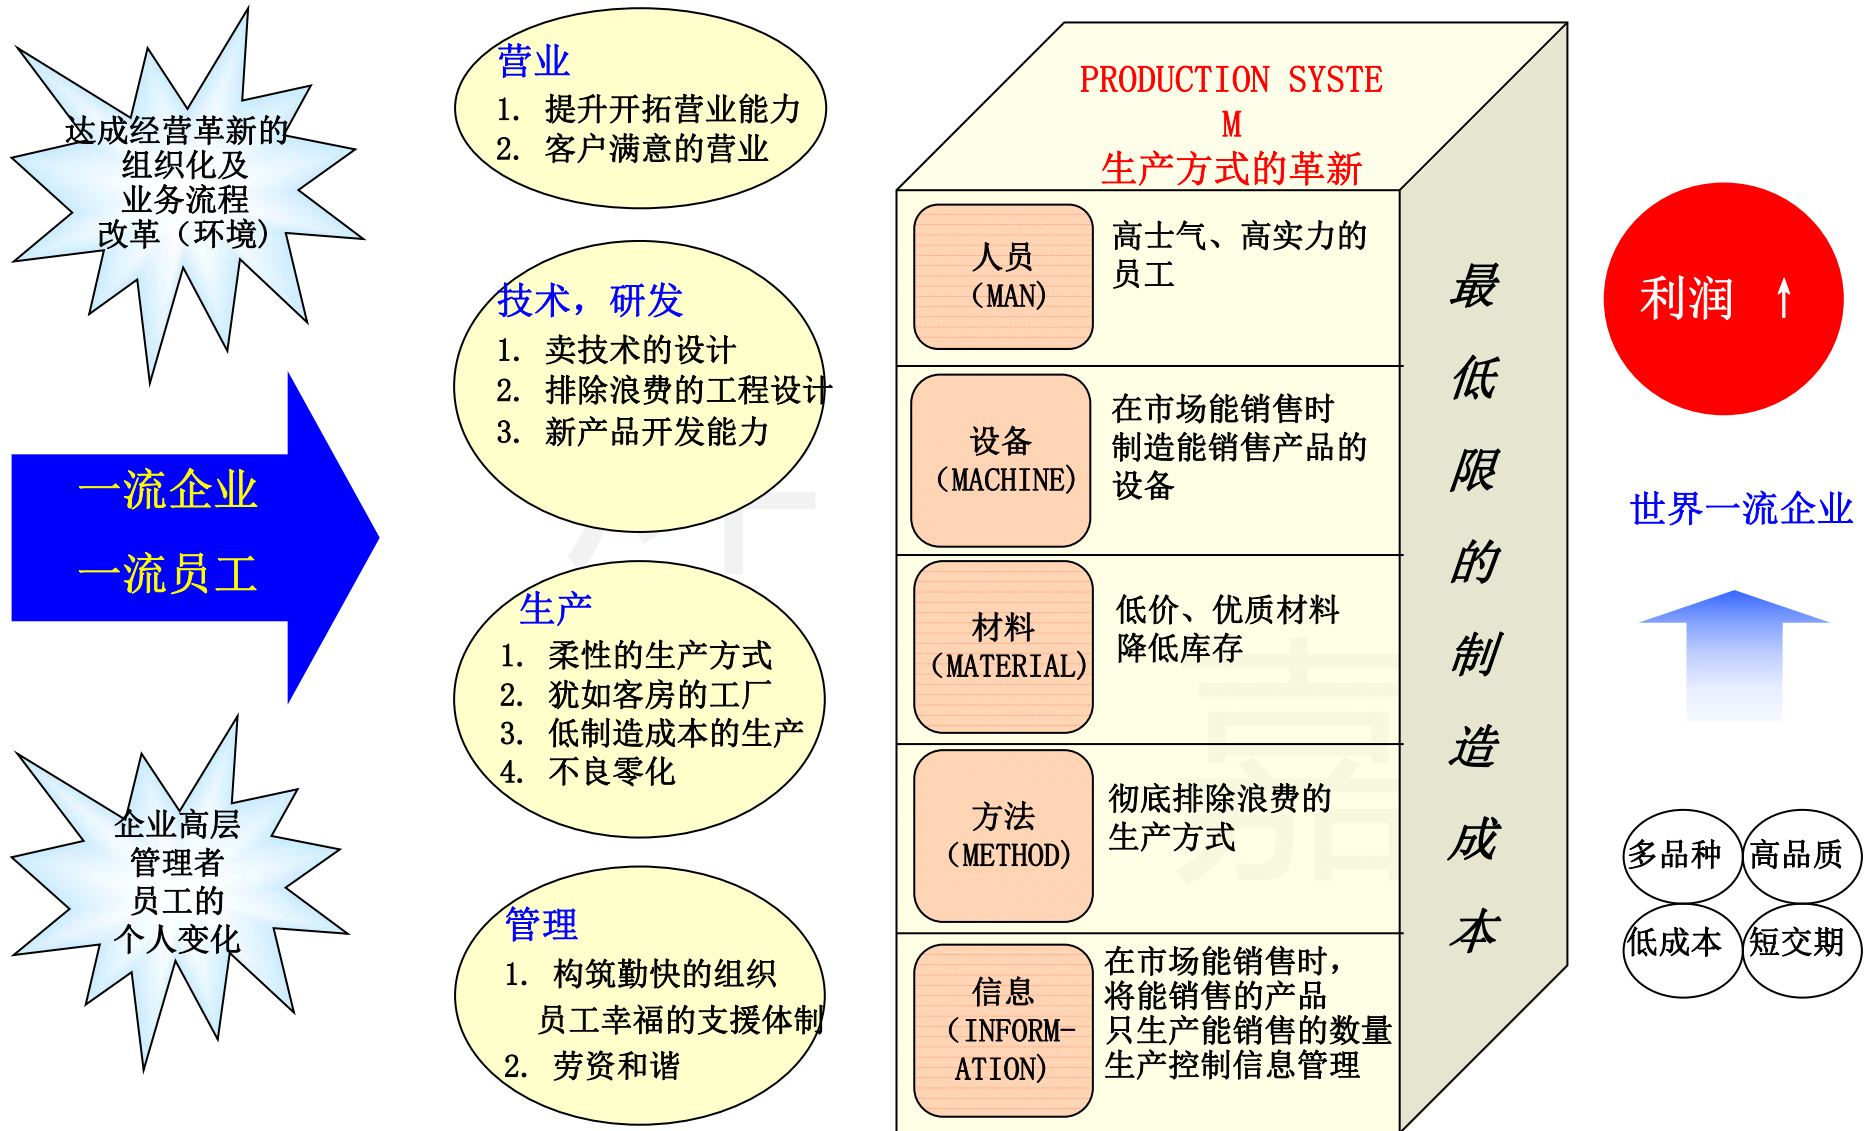 达成经营革新的
组织化及
业务流程
改革（环境)
一流企业
一流员工
企业高层
管理者
员工的
个人变化
营业
1. 提升开拓营业能力
2. 客户满意的营业
技术，研发
1. 卖技术的设计
2. 排除浪费的工程设计
3. 新产品开发能力
生产
1. 柔性的生产方式
2. 犹如客房的工厂
3. 低制造成本的生产
4. 不良零化
管理
1. 构筑勤快的组织
员工幸福的支援体制
2. 劳资和谐
PRODUCTION SYSTE
M
生产方式的革新
人员
（MAN)
高士气、高实力的
员工
设备
（MACHINE)
在市场能销售时
制造能销售产品的
设备
材料
（MATERIAL)
低价、优质材料
降低库存
方法
（METHOD)
彻底排除浪费的
生产方式
信息
（INFORM-
ATION)
在市场能销售时，
将能销售的产品
只生产能销售的数量
生产控制信息管理
最
低
限
的
制
造
成
本
利润 ↑
世界一流企业
多品种
高品质
低成本
短交期
嘉